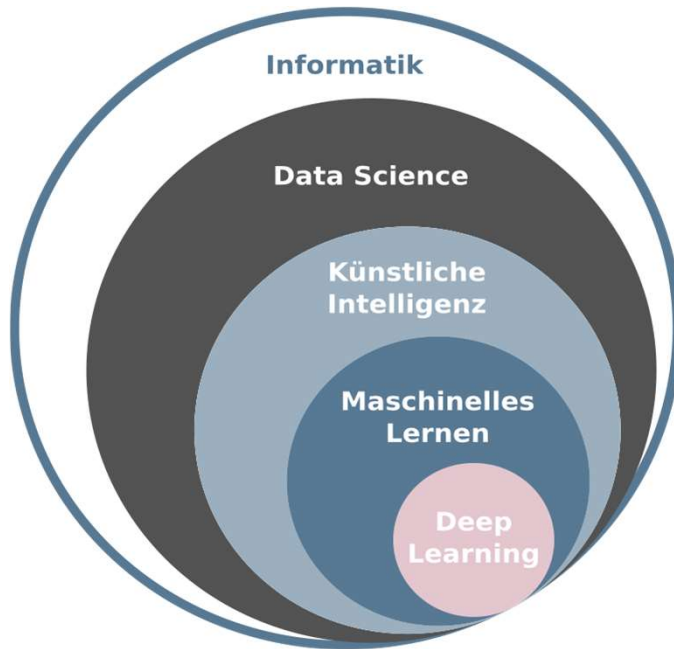 Informatik
Data Science
Künstliche
Intelligenz
Maschinelles
Lernen
Deep
Learning